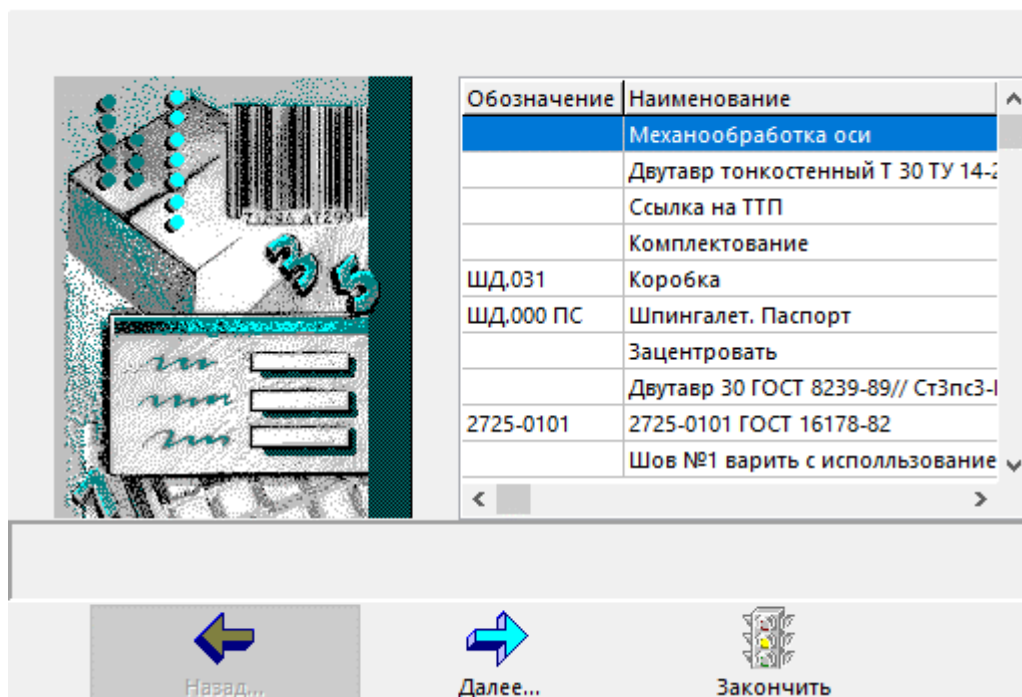 Обозначение Наименование
Механообработка оси
Двутавр тонкостенный Т 30 ТУ 14-2
Ссылка на ТТП
Комплектование
ШД.031 Коробка
ШД.000 ПС Шпингалет. Паспорт
Зацентровать
Двутавр 30 ГОСТ 8239-89// Ст3пс3-
2725-0101 2725-0101 ГОСТ 16178-82
Шов №1 варить с исполльзование
3 5
Назад... Далее... Закончить